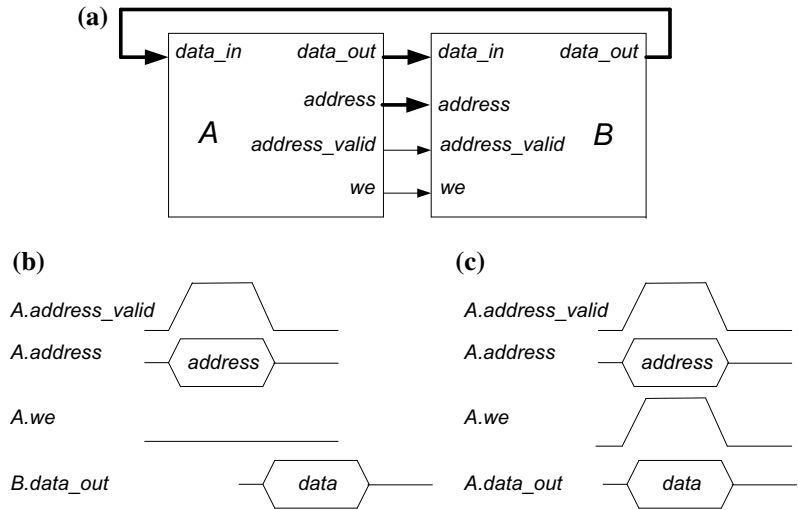 (a)
data_in data_out data_in data_out
address address
A address_valid address_valid B
we we
(b) (c)
A.address_valid A.address_valid
A.address address A.address address
A.we A.we
B.data_out data A.data_out data